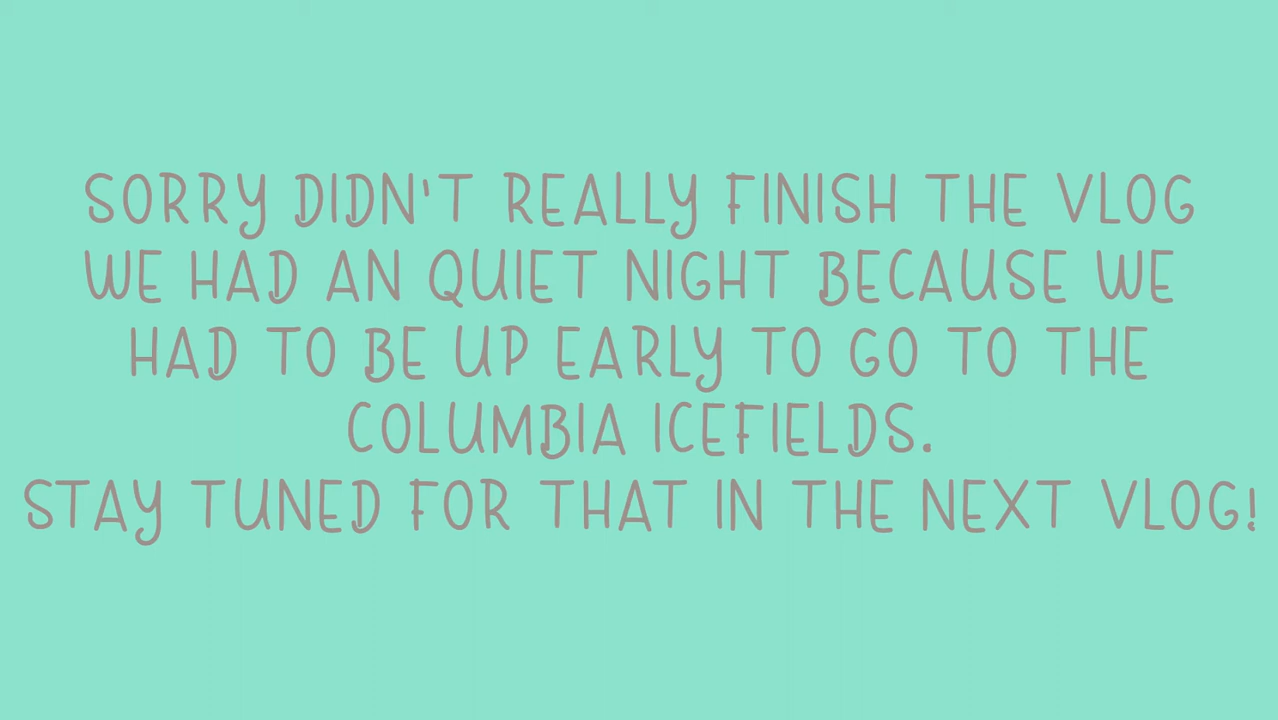 SORRY DIDN'T REALLY FINISH THE VLOG
WE HAD AN QUIET NIGHT BECAUSE WE
HAD TO BE UP EARLY TO GO TO THE
COLUMBIA ICEFIELDS.
STAY TUNED FOR THAT IN THE NEXT VLOG!